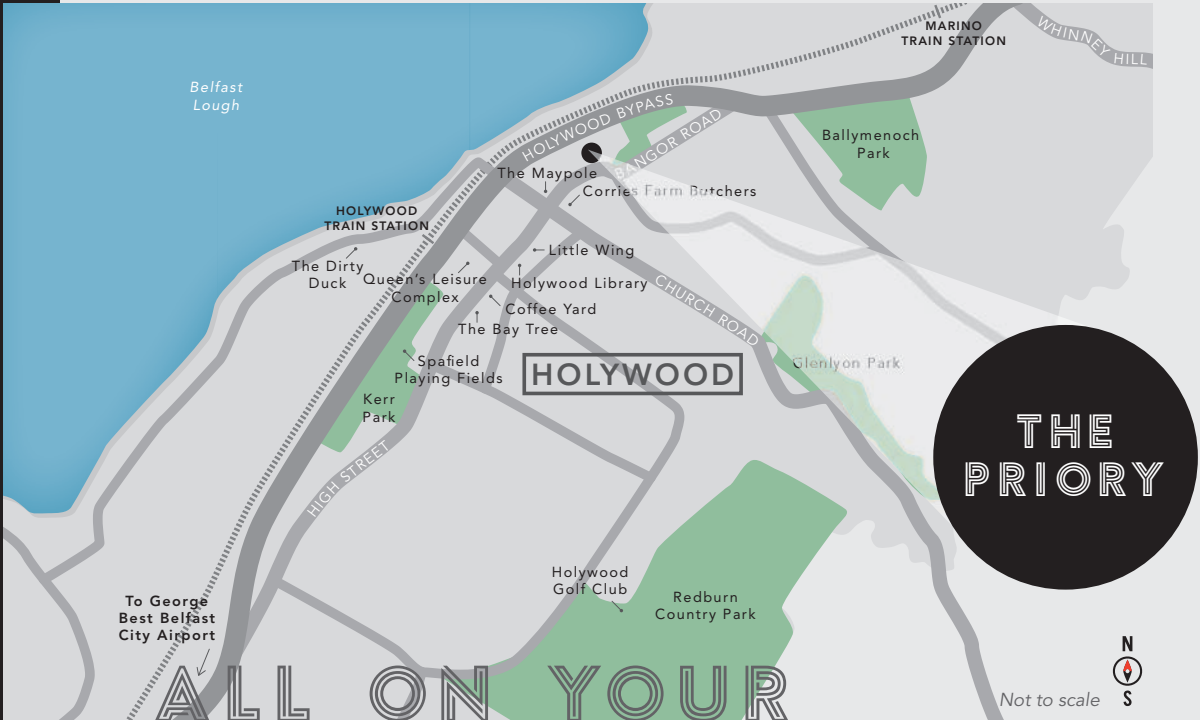 MARINO
TRAIN STATION
WHINNEY HILL
Belfast
Lough
HOLYWOOD BYPASS
BANGOR ROAD
Ballymenoch
Park
The Maypole
Corries Farm Butchers
HOLYWOOD
TRAIN STATION
The Dirty
Duck
Queen's Leisure
Complex
Little Wing
Holywood Library
Coffee Yard
The Bay Tree
CHURCH ROAD
Spafield
Playing Fields
HOLYWOOD
Glenlyon Park
Kerr
Park
THE
PRIORY
HIGH STREET
Holywood
Golf Club
Redburn
Country Park
To George
Best Belfast
City Airport
N
S
Not to scale
ALL ON YOUR